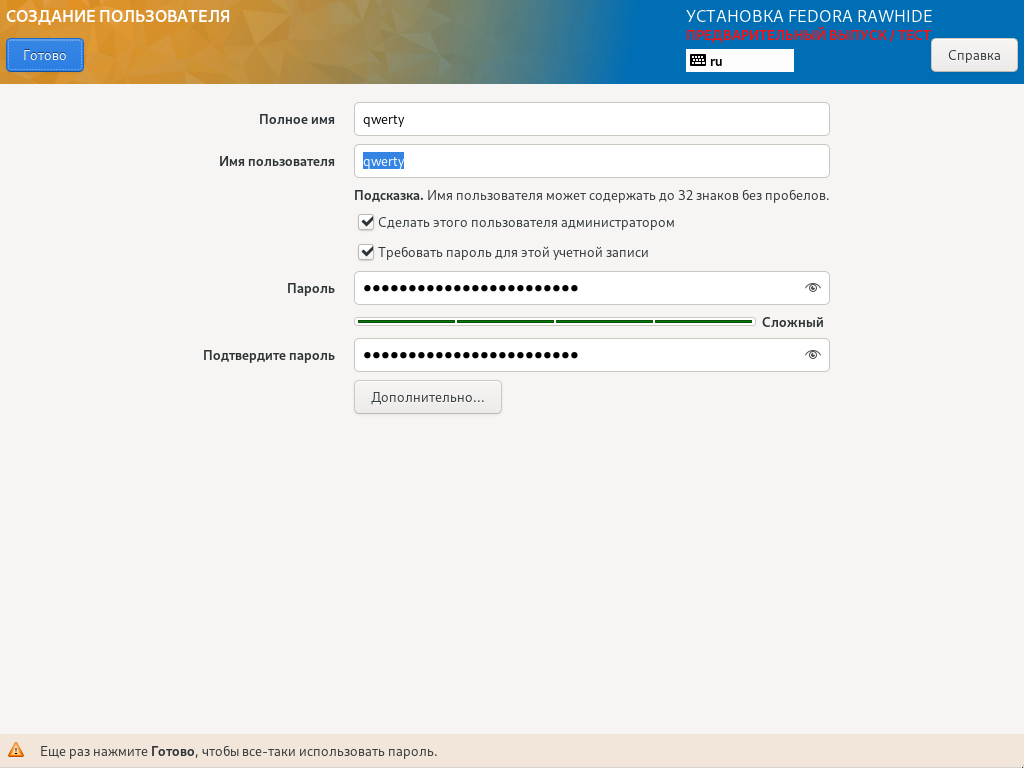 СОЗДАНИЕ ПОЛЬЗОВАТЕЛЯ
УСТАНОВКА FEDORA RAWHIDE
ПРЕДВАРИТЕЛЬНЫЙ ВЫПУСК / ТЕСТ
Готово
ru
Справка
Полное имя
qwerty
Имя пользователя
qwerty
Подсказка. Имя пользователя может содержать до 32 знаков без пробелов.
Сделать этого пользователя администратором
Требовать пароль для этой учетной записи
Пароль
●●●●●●●●●●●●●●●●●●●●●●●●
Сложный
Подтвердите пароль
●●●●●●●●●●●●●●●●●●●●●●●●
Дополнительно...
Еще раз нажмите Готово, чтобы все-таки использовать пароль.